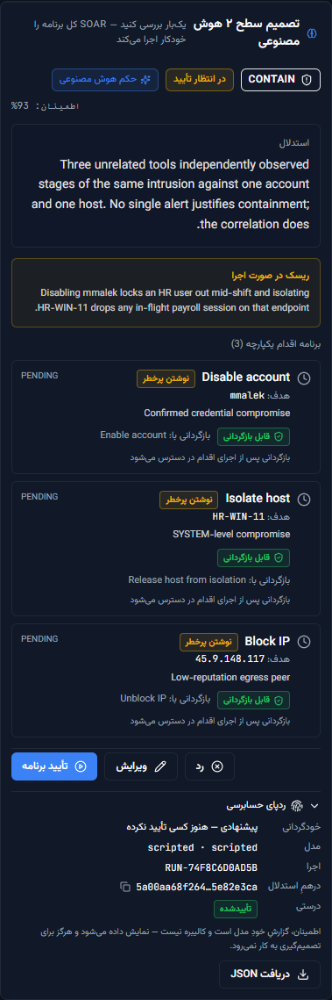 تصمیم سطح ۲ هوش مصنوعی
یک‌بار بررسی کنید — SOAR کل برنامه را خودکار اجرا می‌کند
CONTAIN
در انتظار تأیید
حکم هوش مصنوعی
اطمینان: 93%
استدلال
Three unrelated tools independently observed
stages of the same intrusion against one account
and one host. No single alert justifies containment;
the correlation does.
ریسک در صورت اجرا
Disabling mmalek locks an HR user out mid-shift and isolating
HR-WIN-11 drops any in-flight payroll session on that endpoint.
برنامه اقدام یکپارچه (3)
Disable account نوشتن پرخطر PENDING
هدف: mmalek
Confirmed credential compromise
قابل بازگردانی بازگردانی با: Enable account
بازگردانی پس از اجرای اقدام در دسترس می‌شود
Isolate host نوشتن پرخطر PENDING
هدف: HR-WIN-11
SYSTEM-level compromise
قابل بازگردانی
بازگردانی با: Release host from isolation
بازگردانی پس از اجرای اقدام در دسترس می‌شود
Block IP نوشتن پرخطر PENDING
هدف: 45.9.148.117
Low-reputation egress peer
قابل بازگردانی بازگردانی با: Unblock IP
بازگردانی پس از اجرای اقدام در دسترس می‌شود
رد ویرایش تأیید برنامه
ردپای حسابرسی
خودگردانی پیشنهادی — هنوز کسی تأیید نکرده
مدل scripted · scripted
اجرا RUN-74F8C6D0AD5B
درهم‌ِ استدلال 5a00aa68f264…5e82e3ca
درستی تأییدشده
اطمینان، گزارشِ خودِ مدل است و کالیبره نیست — نمایش داده می‌شود و هرگز برای
تصمیم‌گیری به کار نمی‌رود.
دریافت JSON